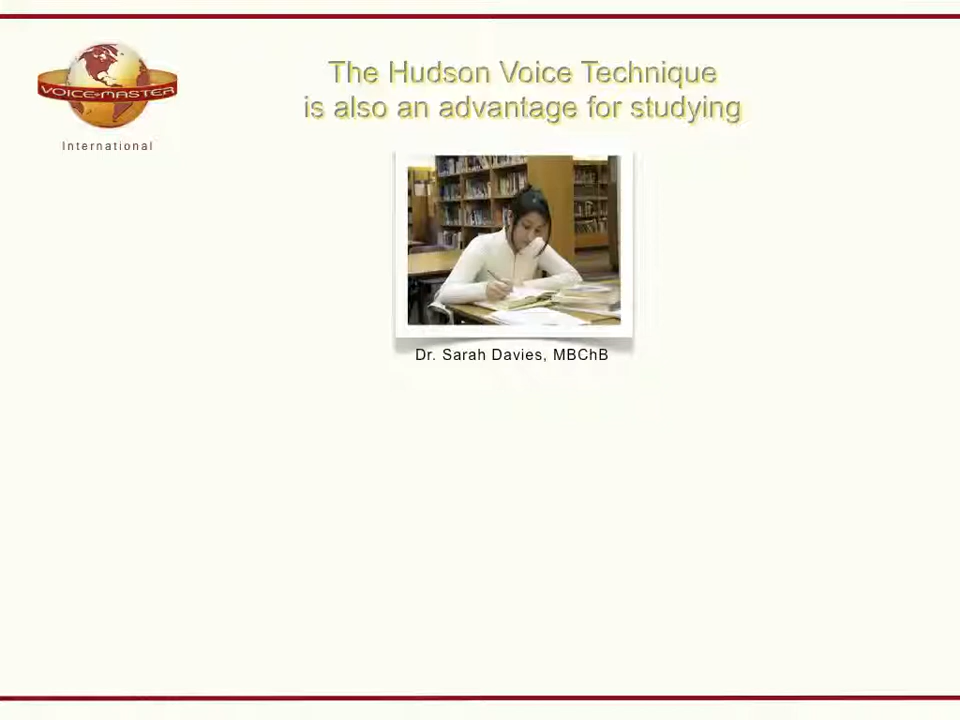 The Hudson Voice Technique
is also an advantage for studying
VOICE-MASTER
International
Dr. Sarah Davies, MBChB